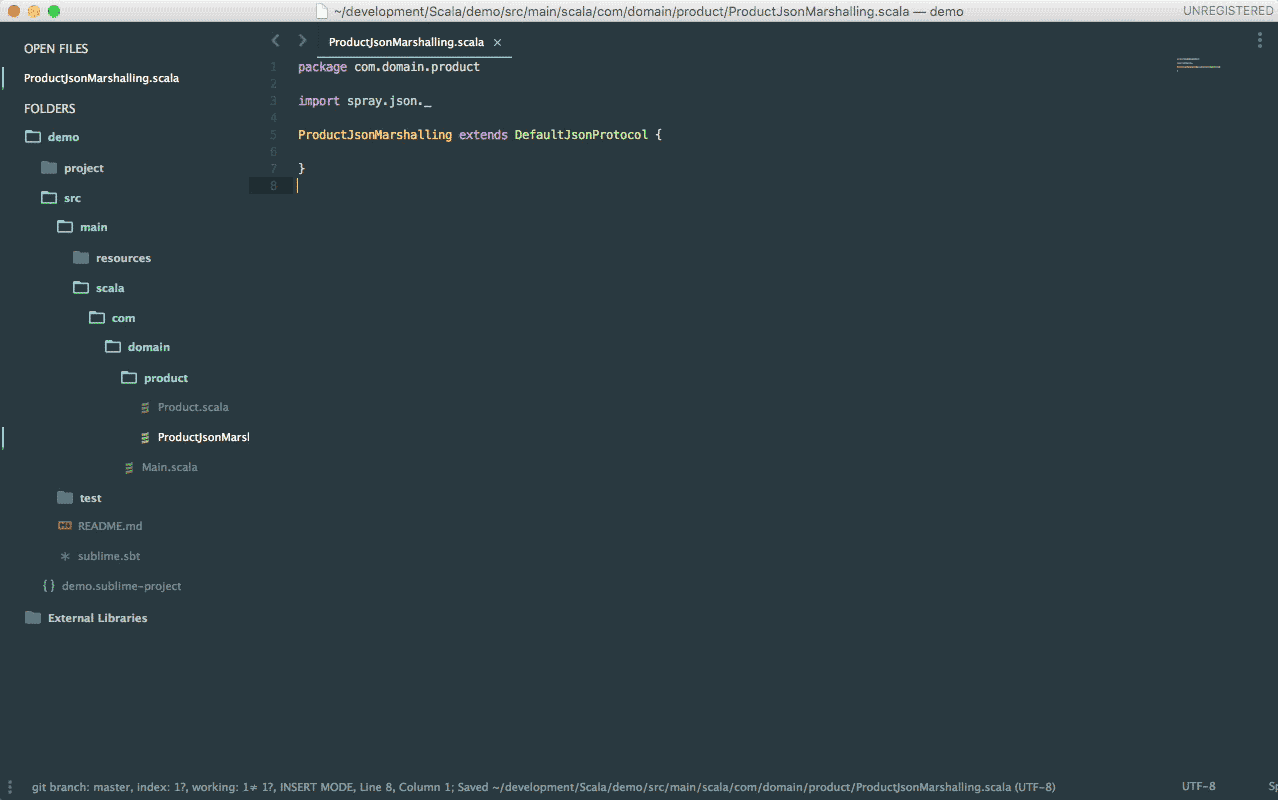 ~/development/Scala/demo/src/main/scala/com/domain/product/ProductJsonMarshalling.scala — demo
UNREGISTERED
OPEN FILES
ProductJsonMarshalling.scala
FOLDERS
demo
project
src
main
resources
scala
com
domain
product
Product.scala
ProductJsonMarsl
Main.scala
test
README.md
sublime.sbt
{ } demo.sublime-project
External Libraries
ProductJsonMarshalling.scala ×
1 package com.domain.product
2
3 import spray.json._
4
5 ProductJsonMarshalling extends DefaultJsonProtocol {
6
7 }
8
git branch: master, index: 1?, working: 1≠ 1?, INSERT MODE, Line 8, Column 1; Saved ~/development/Scala/demo/src/main/scala/com/domain/product/ProductJsonMarshalling.scala (UTF-8)
UTF-8